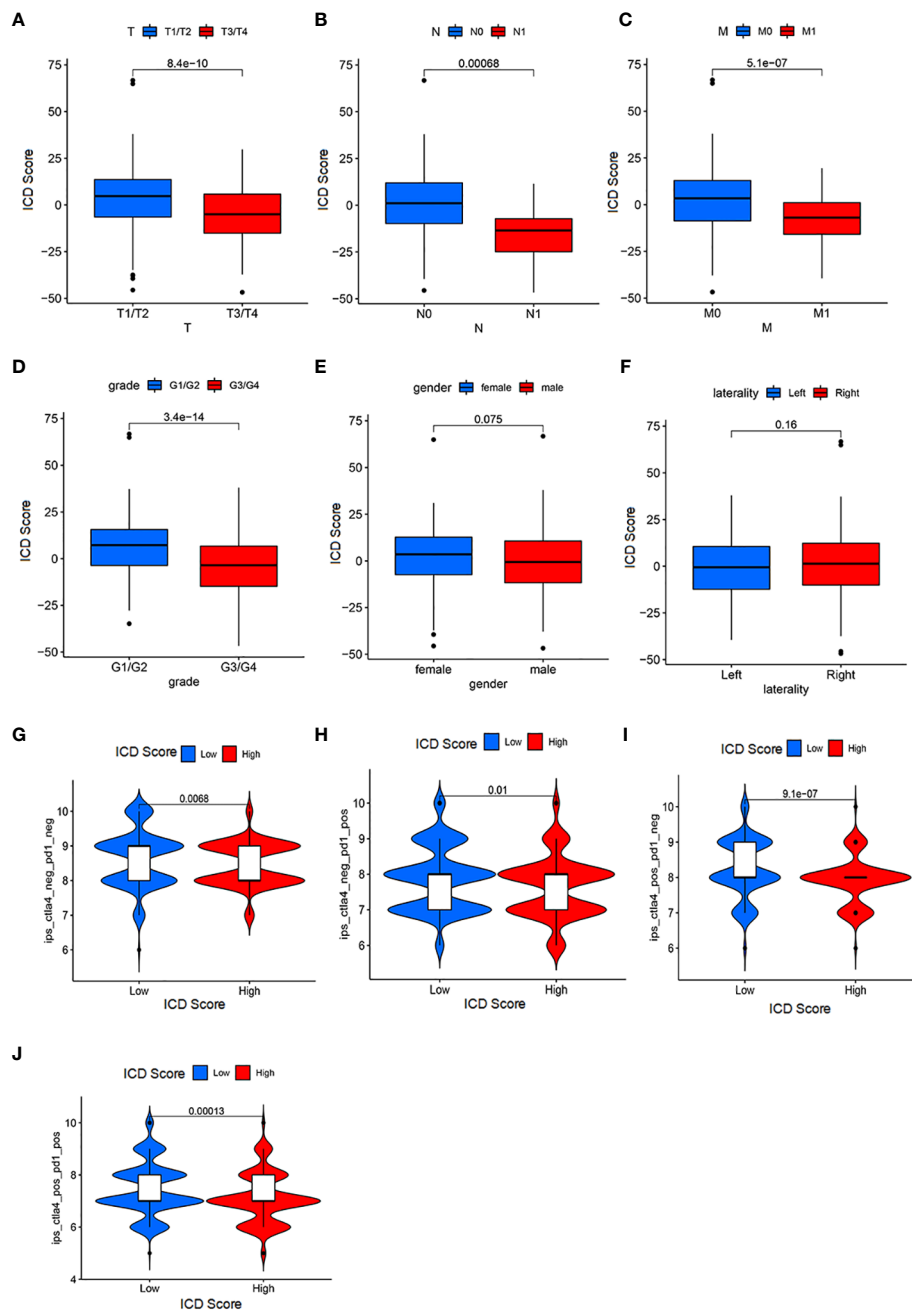 A
T T1/T2 T3/T4
8.4e−10
75
50
25
0
−25
−50
ICD Score
T1/T2 T3/T4
T
B
N N0 N1
0.00068
75
50
25
0
−25
−50
ICD Score
N0 N1
N
C
M M0 M1
5.1e−07
75
50
25
0
−25
−50
ICD Score
M0 M1
M
D
grade G1/G2 G3/G4
3.4e−14
75
50
25
0
−25
−50
ICD Score
G1/G2 G3/G4
grade
E
gender female male
0.075
75
50
25
0
−25
−50
ICD Score
female male
gender
F
laterality Left Right
0.16
75
50
25
0
−25
−50
ICD Score
Left Right
laterality
G
ICD Score Low High
0.0068
10
9
8
7
6
ips_ctla4_neg_pd1_neg
Low High
ICD Score
H
ICD Score Low High
0.01
10
9
8
7
6
ips_ctla4_neg_pd1_pos
Low High
ICD Score
I
ICD Score Low High
9.1e−07
10
9
8
7
6
ips_ctla4_pos_pd1_neg
Low High
ICD Score
J
ICD Score Low High
0.00013
10
8
6
4
ips_ctla4_pos_pd1_pos
Low High
ICD Score